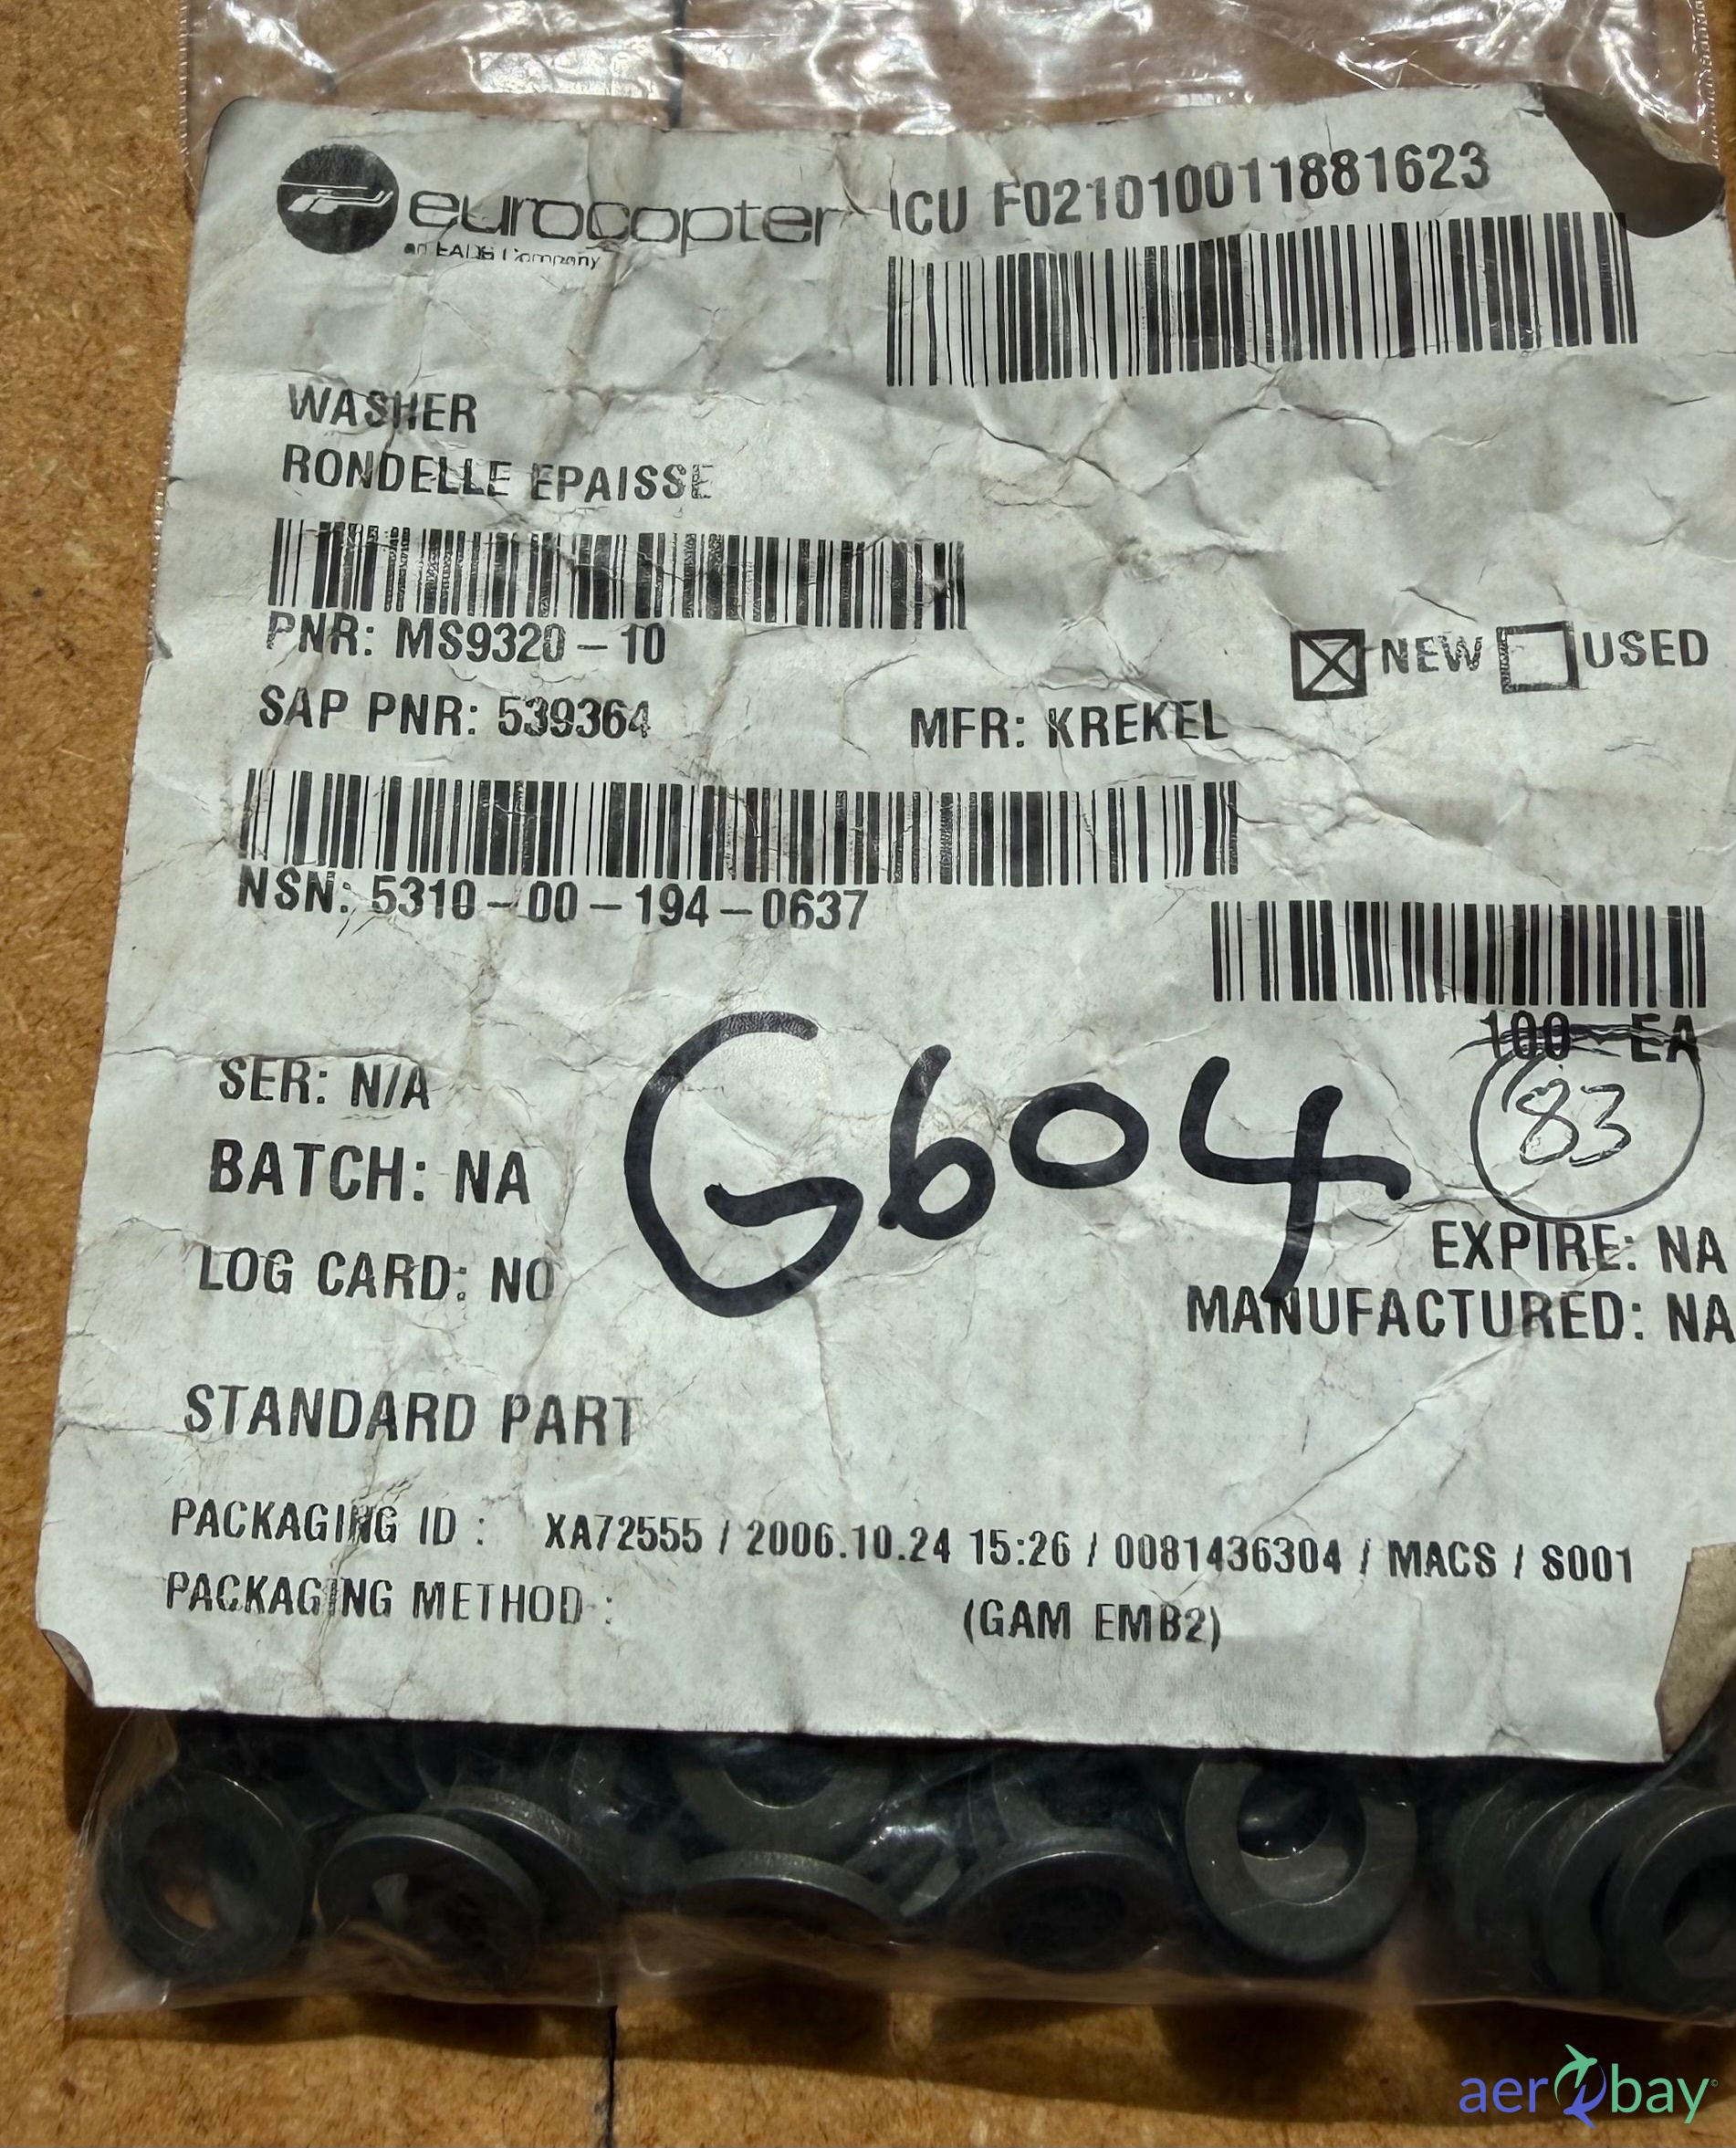 eurocopter
an EADS Company
ICU F021010011881623
WASHER
RONDELLE EPAISSE
PNR: MS9320-10
NEW USED
SAP PNR: 539364 MFR: KREKEL
NSN: 5310-00-194-0637
100 EA
83
SER: N/A
G604
BATCH: NA
LOG CARD: NO
EXPIRE: NA
MANUFACTURED: NA
STANDARD PART
PACKAGING ID : XA72555 / 2006.10.24 15:26 / 0081436304 / MACS / S001
PACKAGING METHOD : (GAM EMB2)
aerobay